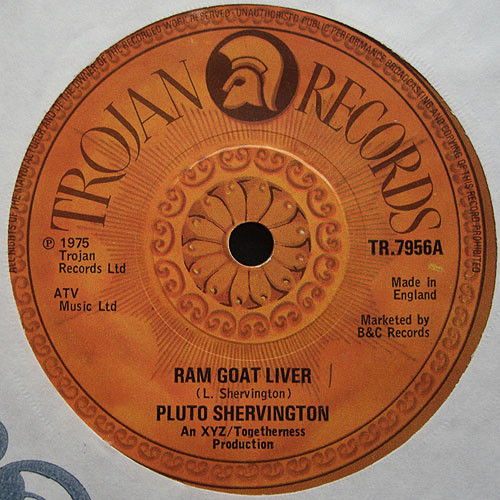 ALL RIGHTS OF THE MANUFACTURER AND OF THE OWNER OF THE RECORDED WORK RESERVED · UNAUTHORISED PUBLIC PERFORMANCE BROADCASTING AND COPYING OF THIS RECORD PROHIBITED
TROJAN RECORDS
℗ 1975
Trojan
Records Ltd
ATV
Music Ltd
TR.7956A
Made in
England
Marketed by
B&C Records
RAM GOAT LIVER
(L. Shervington)
PLUTO SHERVINGTON
An XYZ/Togetherness
Production